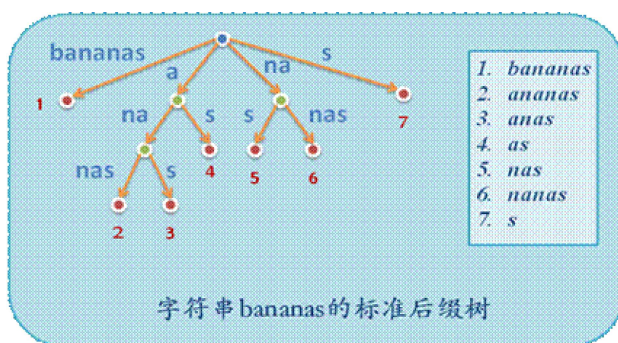 bananas
a
na
s
1
7
na
s
s
nas
4
5
6
nas
s
2
3
1. bananas
2. ananas
3. anas
4. as
5. nas
6. nanas
7. s
字符串bananas的标准后缀树